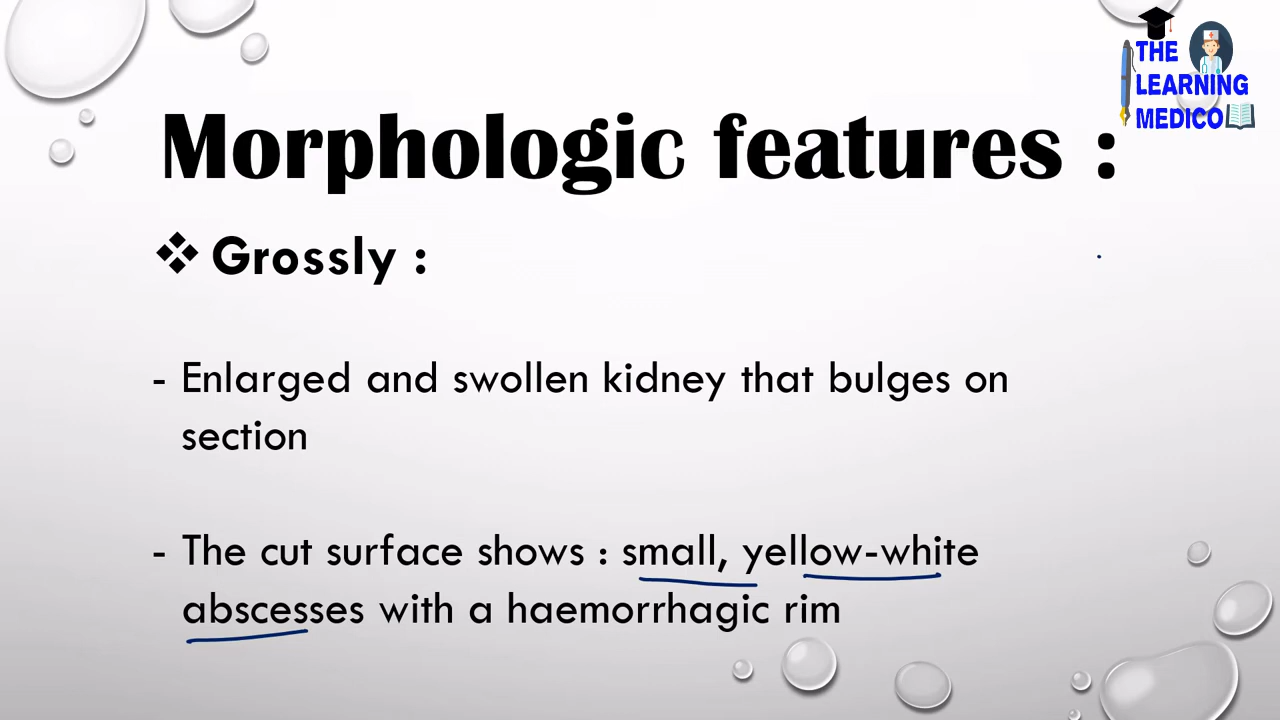 THE
LEARNING
MEDICO
Morphologic features :
❖ Grossly :
- Enlarged and swollen kidney that bulges on
section
- The cut surface shows : small, yellow-white
abscesses with a haemorrhagic rim